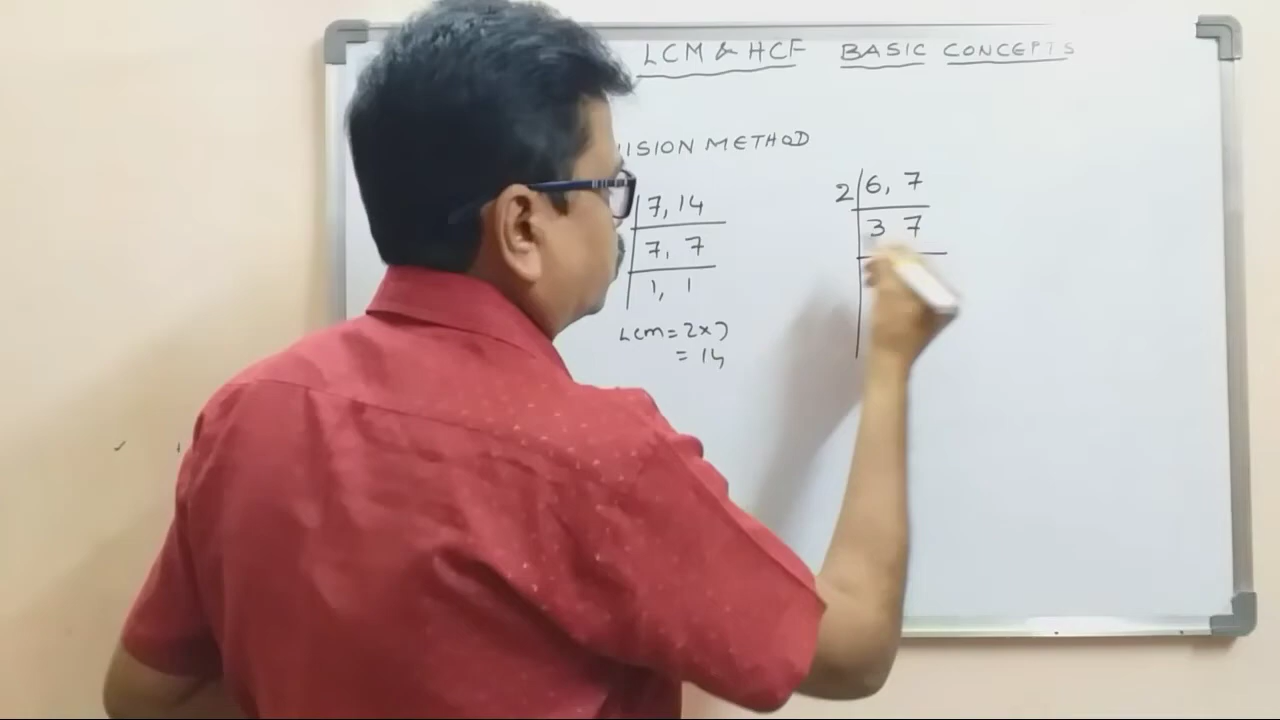 LCM & HCF BASIC CONCEPTS
METHOD
7, 14
7, 7
1, 1
LCM = 2 x 7
= 14
2 6, 7
3 7